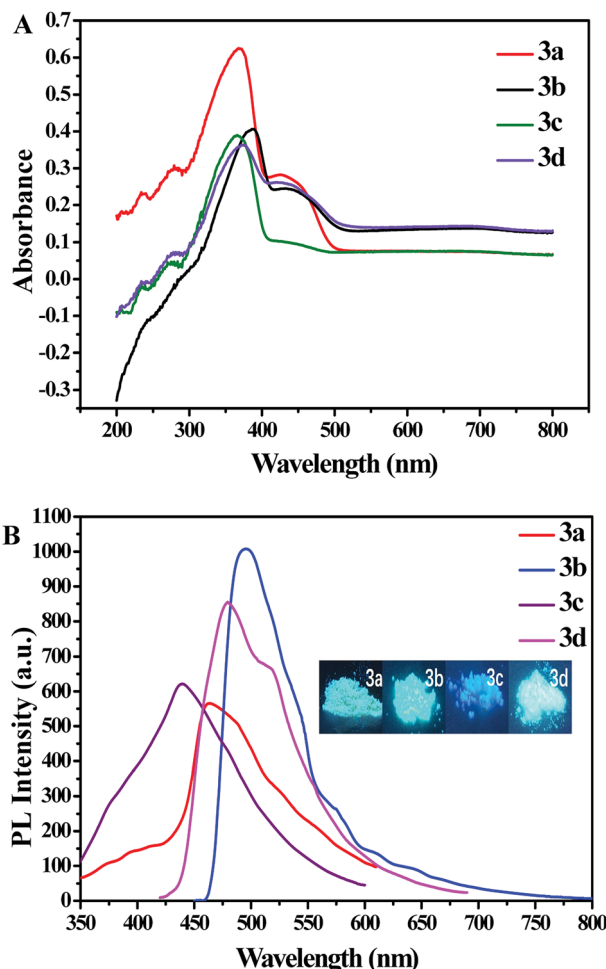 A
0.7
0.6
0.5
0.4
0.3
0.2
0.1
0.0
-0.1
-0.2
-0.3
Absorbance
3a
3b
3c
3d
200 300 400 500 600 700 800
Wavelength (nm)
B
1100
1000
900
800
700
600
500
400
300
200
100
0
PL Intensity (a.u.)
3a
3b
3c
3d
3a 3b 3c 3d
350 400 450 500 550 600 650 700 750 800
Wavelength (nm)